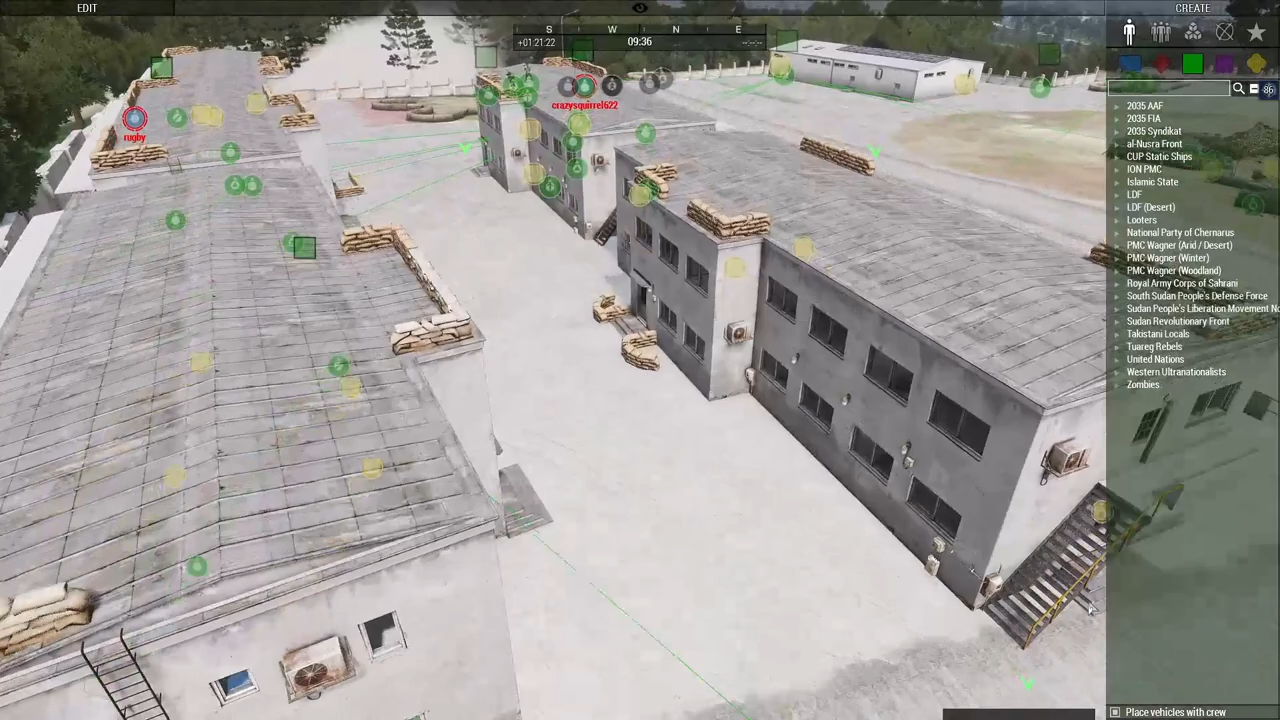 EDIT
CREATE
S W N E
+01:21:22 09:36 --:--:--
86
crazysquirrel622
rugby
2035 AAF
2035 FIA
2035 Syndikat
al-Nusra Front
CUP Static Ships
ION PMC
Islamic State
LDF
LDF (Desert)
Looters
National Party of Chernarus
PMC Wagner (Arid / Desert)
PMC Wagner (Winter)
PMC Wagner (Woodland)
Royal Army Corps of Sahrani
South Sudan People's Defense Force
Sudan People's Liberation Movement No
Sudan Revolutionary Front
Takistani Locals
Tuareg Rebels
United Nations
Western Ultranationalists
Zombies
Place vehicles with crew